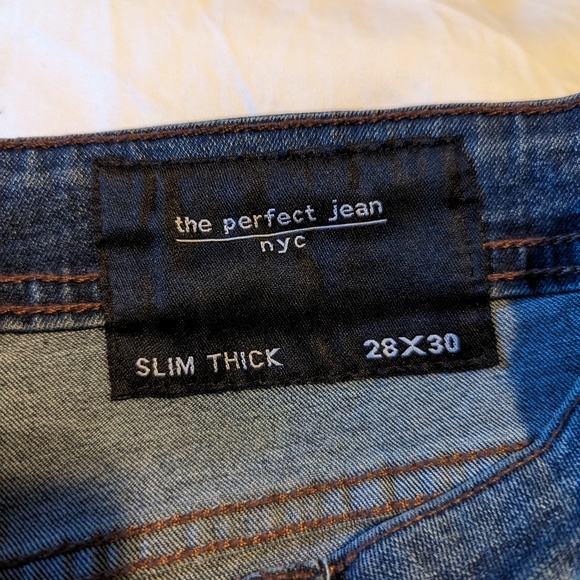 the perfect jean
nyc
SLIM THICK 28X30